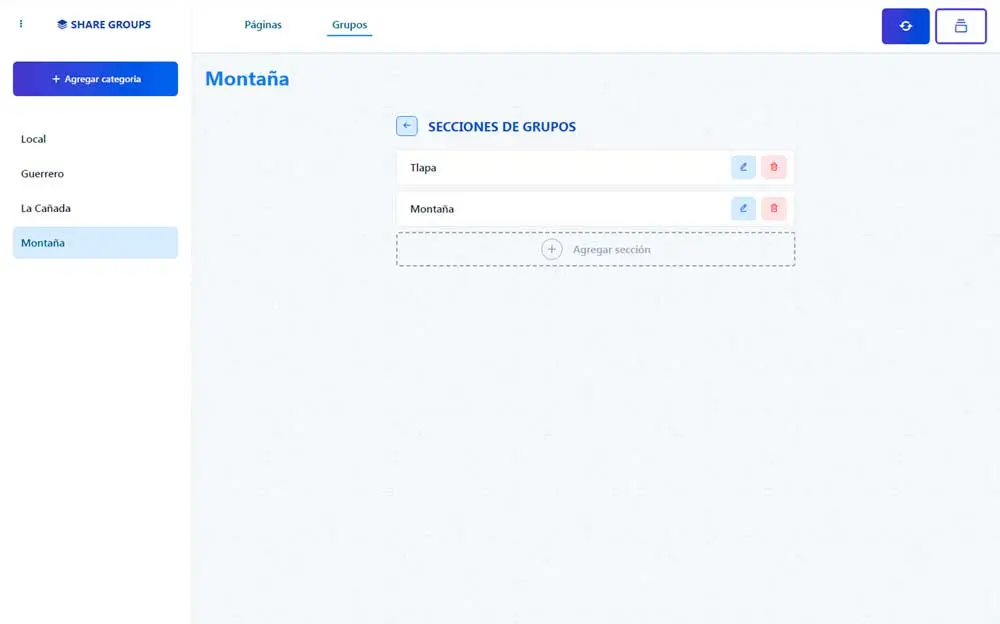 SHARE GROUPS
Páginas
Grupos
Agregar categoria
Local
Guerrero
La Cañada
Montaña
Montaña
SECCIONES DE GRUPOS
Tlapa
Montaña
Agregar sección